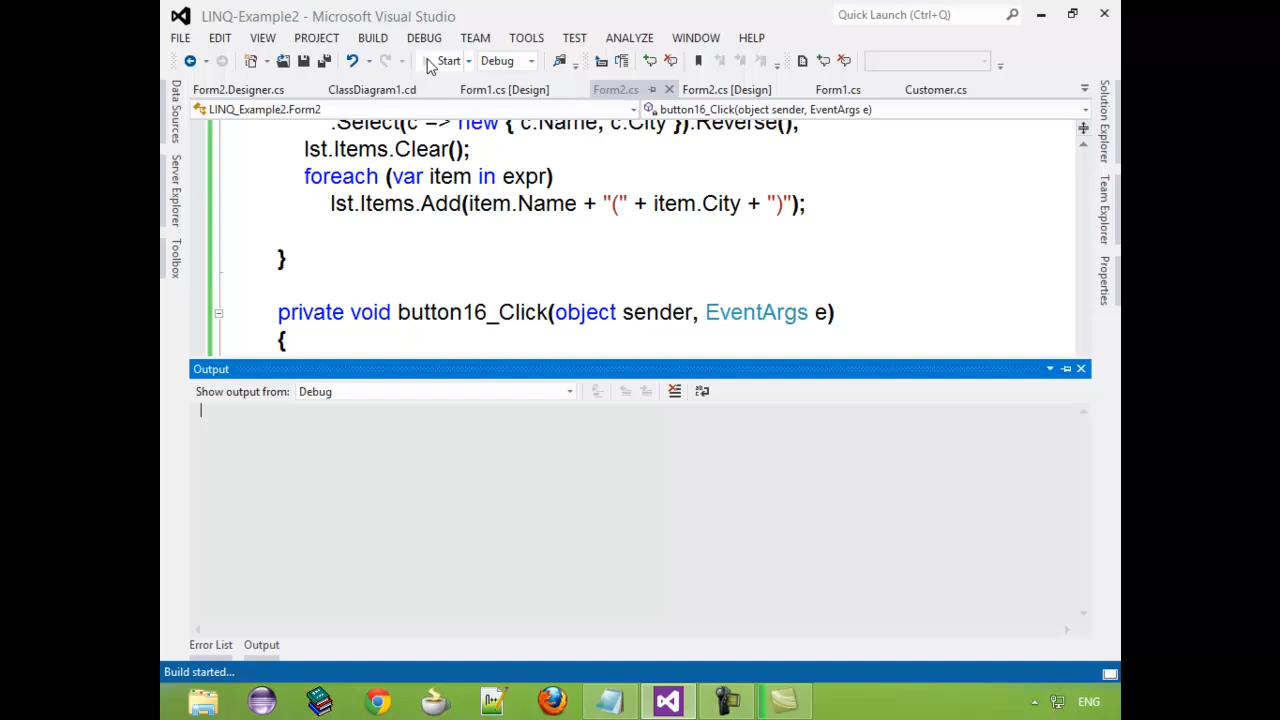 LINQ-Example2 - Microsoft Visual Studio
Quick Launch (Ctrl+Q)
FILE EDIT VIEW PROJECT BUILD DEBUG TEAM TOOLS TEST ANALYZE WINDOW HELP
Start Debug
Form2.Designer.cs ClassDiagram1.cd Form1.cs [Design] Form2.cs Form2.cs [Design] Form1.cs Customer.cs
LINQ_Example2.Form2 button16_Click(object sender, EventArgs e)
.Select(c => new { c.Name, c.City }).Reverse();
lst.Items.Clear();
foreach (var item in expr)
lst.Items.Add(item.Name + "(" + item.City + ")");
}
private void button16_Click(object sender, EventArgs e)
{
Data Sources
Server Explorer
Toolbox
Solution Explorer
Team Explorer
Properties
Output
Show output from: Debug
Error List Output
Build started...
ENG